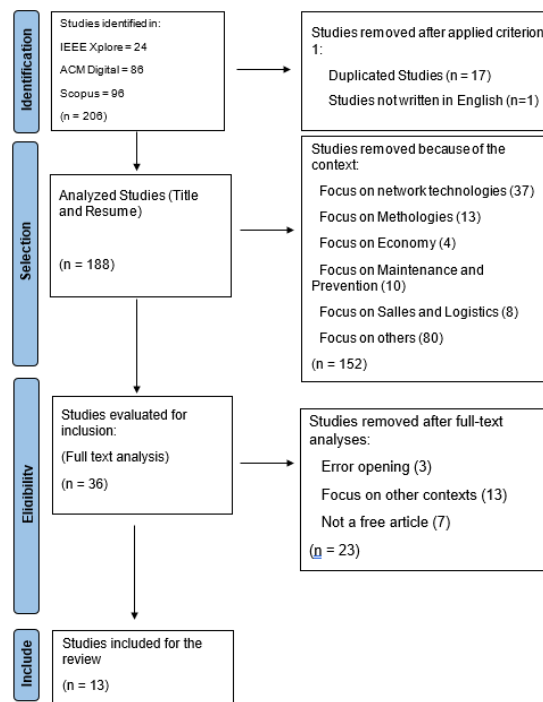 Identification
Studies identified in:
IEEE Xplore = 24
ACM Digital = 86
Scopus = 96
(n = 206)
Studies removed after applied criterion
1:
Duplicated Studies (n = 17)
Studies not written in English (n=1)
Selection
Analyzed Studies (Title
and Resume)
(n = 188)
Studies removed because of the
context:
Focus on network technologies (37)
Focus on Methologies (13)
Focus on Economy (4)
Focus on Maintenance and
Prevention (10)
Focus on Salles and Logistics (8)
Focus on others (80)
(n = 152)
Eligibility
Studies evaluated for
inclusion:
(Full text analysis)
(n = 36)
Studies removed after full-text
analyses:
Error opening (3)
Focus on other contexts (13)
Not a free article (7)
(n = 23)
Include
Studies included for the
review
(n = 13)